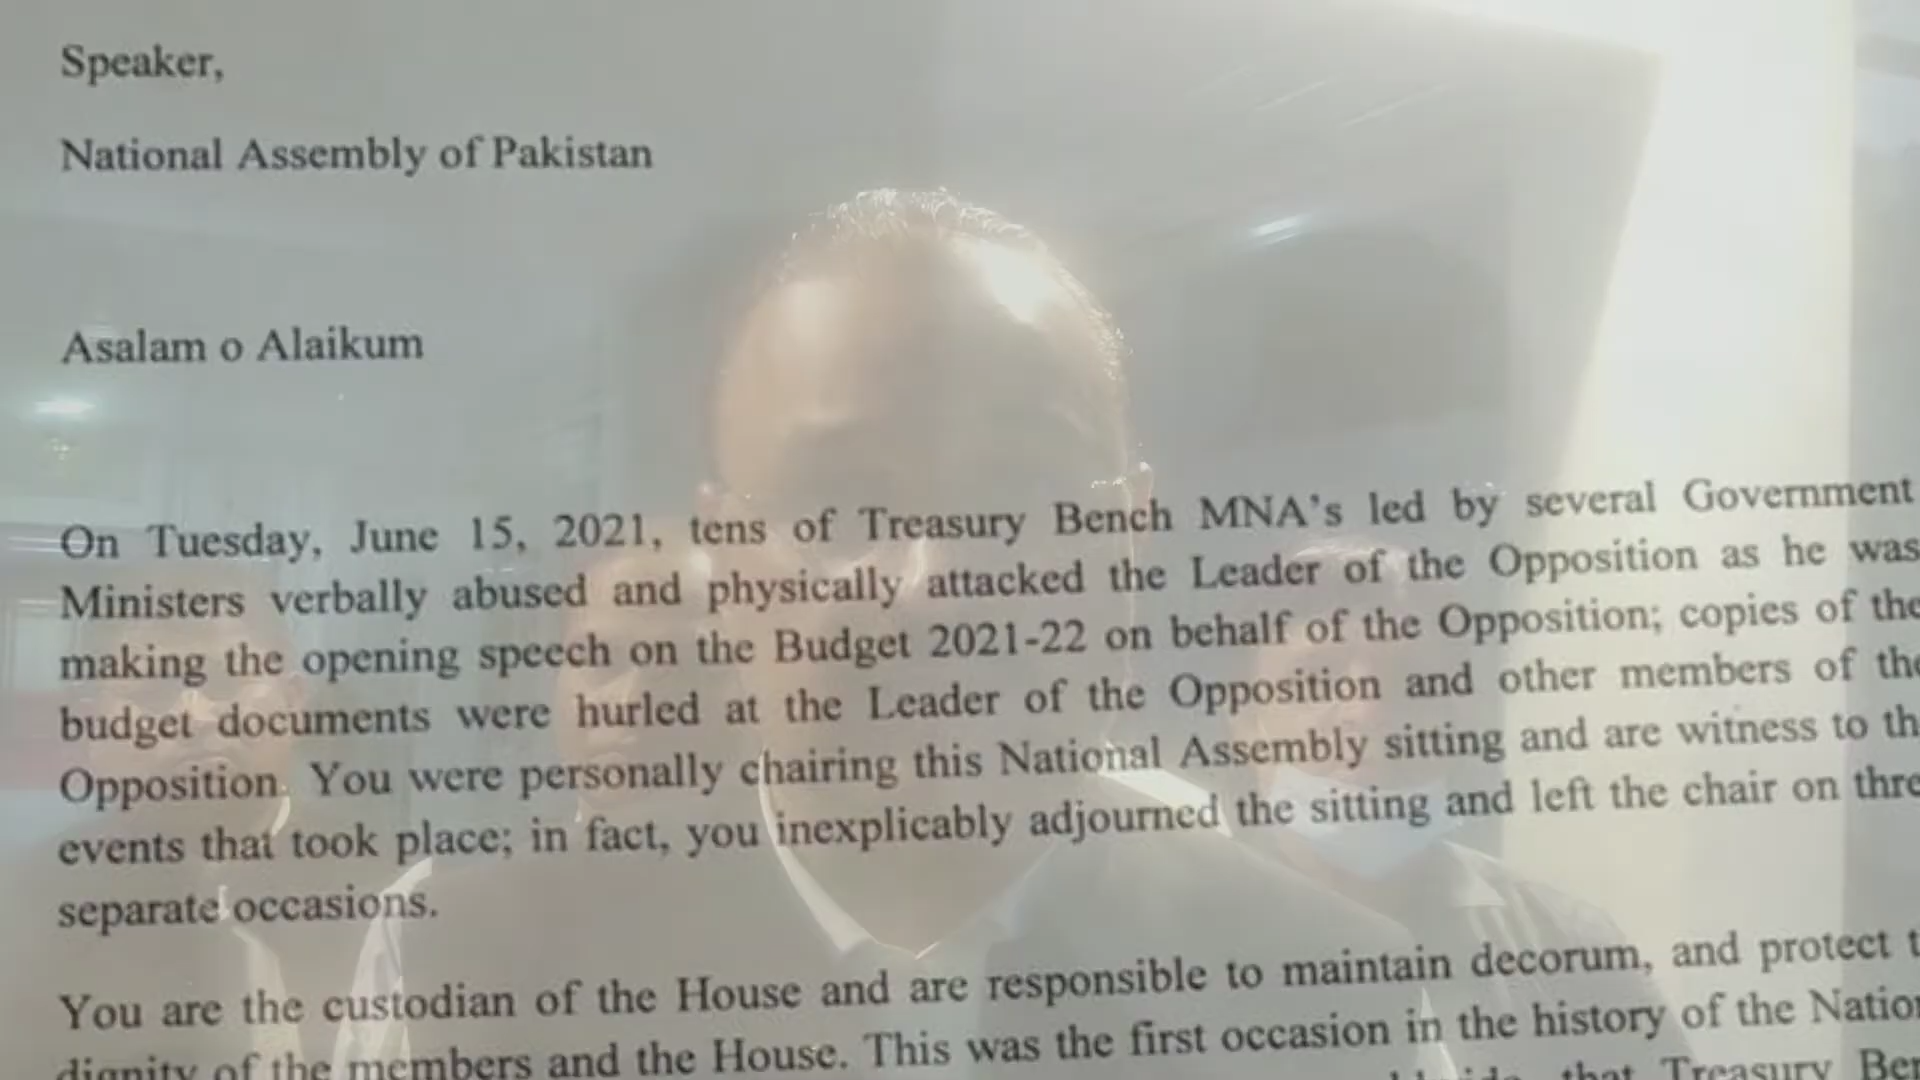 Speaker,
National Assembly of Pakistan
Asalam o Alaikum
On Tuesday, June 15, 2021, tens of Treasury Bench MNA's led by several Government
Ministers verbally abused and physically attacked the Leader of the Opposition as he was
making the opening speech on the Budget 2021-22 on behalf of the Opposition; copies of the
budget documents were hurled at the Leader of the Opposition and other members of the
Opposition. You were personally chairing this National Assembly sitting and are witness to
events that took place; in fact, you inexplicably adjourned the sitting and left the chair on
separate occasions.
You are the custodian of the House and are responsible to maintain decorum, and protect
dignity of the members and the House. This was the first occasion in the history of the
that Treasury